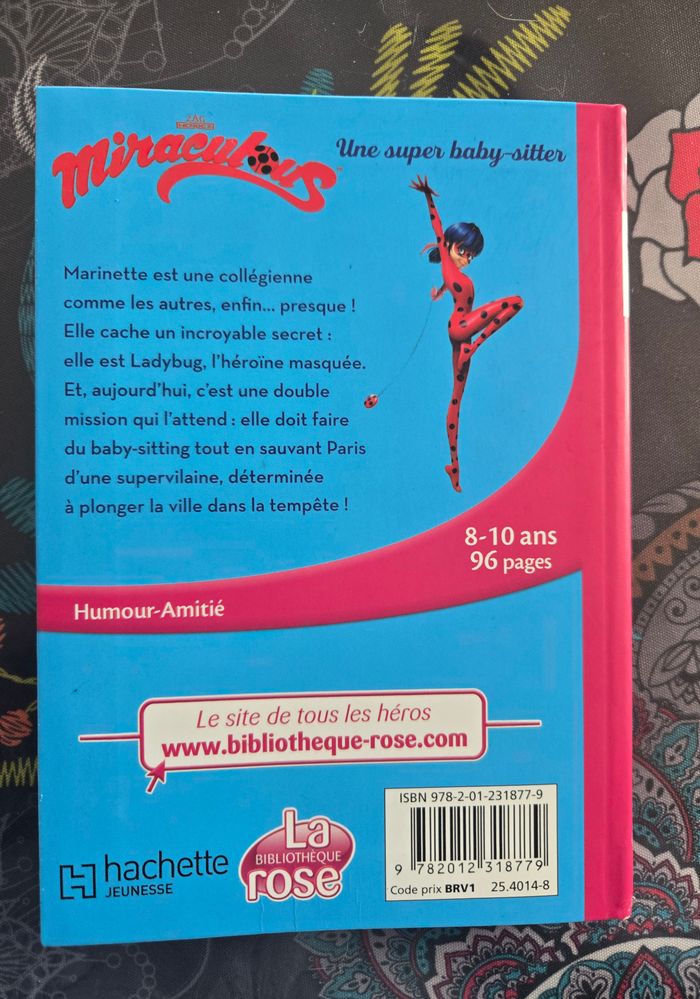 ZAG
HEROEZ
Miraculous™
Une super baby-sitter
Marinette est une collégienne
comme les autres, enfin... presque !
Elle cache un incroyable secret :
elle est Ladybug, l'héroïne masquée.
Et, aujourd'hui, c'est une double
mission qui l'attend : elle doit faire
du baby-sitting tout en sauvant Paris
d'une supervilaine, déterminée
à plonger la ville dans la tempête !
8-10 ans
96 pages
Humour-Amitié
Le site de tous les héros
www.bibliotheque-rose.com
hachette
JEUNESSE
La
BIBLIOTHÈQUE
rose
ISBN 978-2-01-231877-9
9 782012 318779
Code prix BRV1 25.4014-8